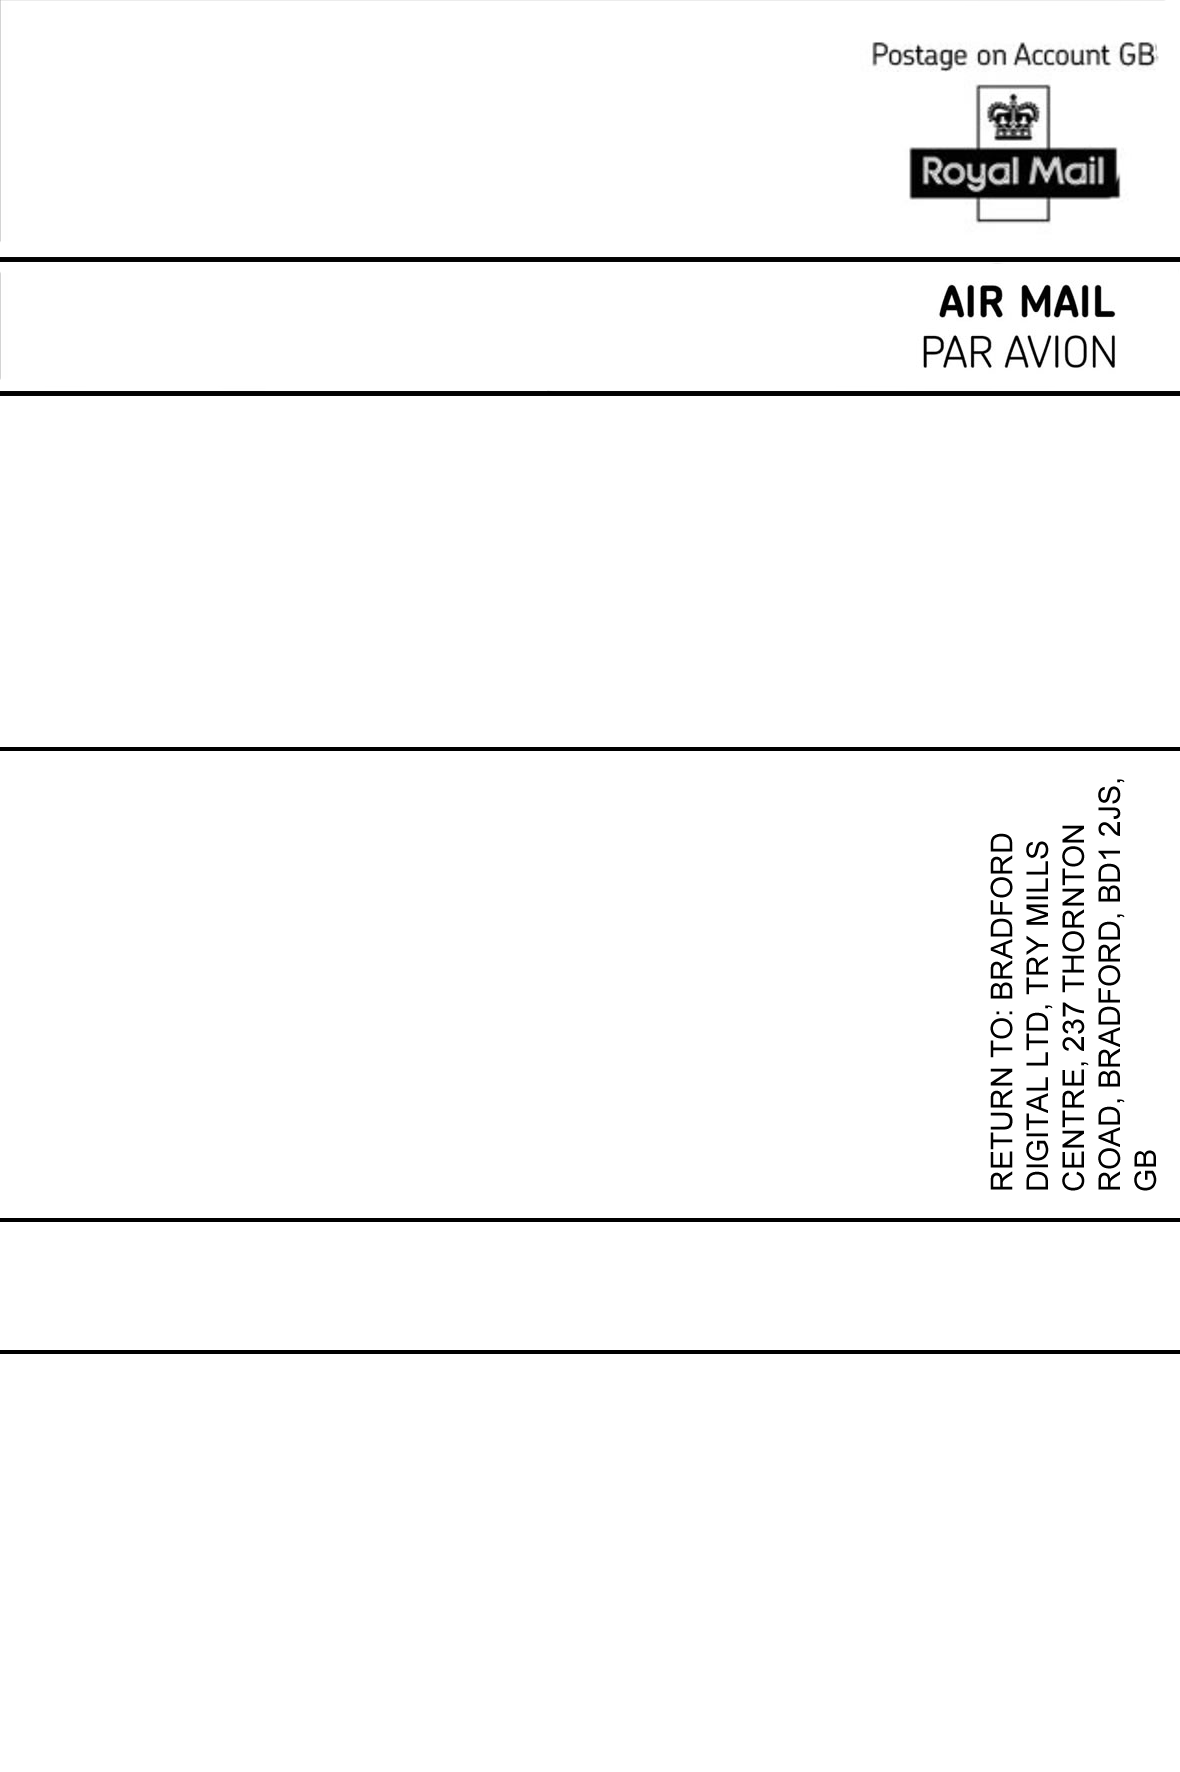 Postage on Account GB
Royal Mail
AIR MAIL
PAR AVION
RETURN TO: BRADFORD
DIGITAL LTD, TRY MILLS
CENTRE, 237 THORNTON
ROAD, BRADFORD, BD1 2JS,
GB